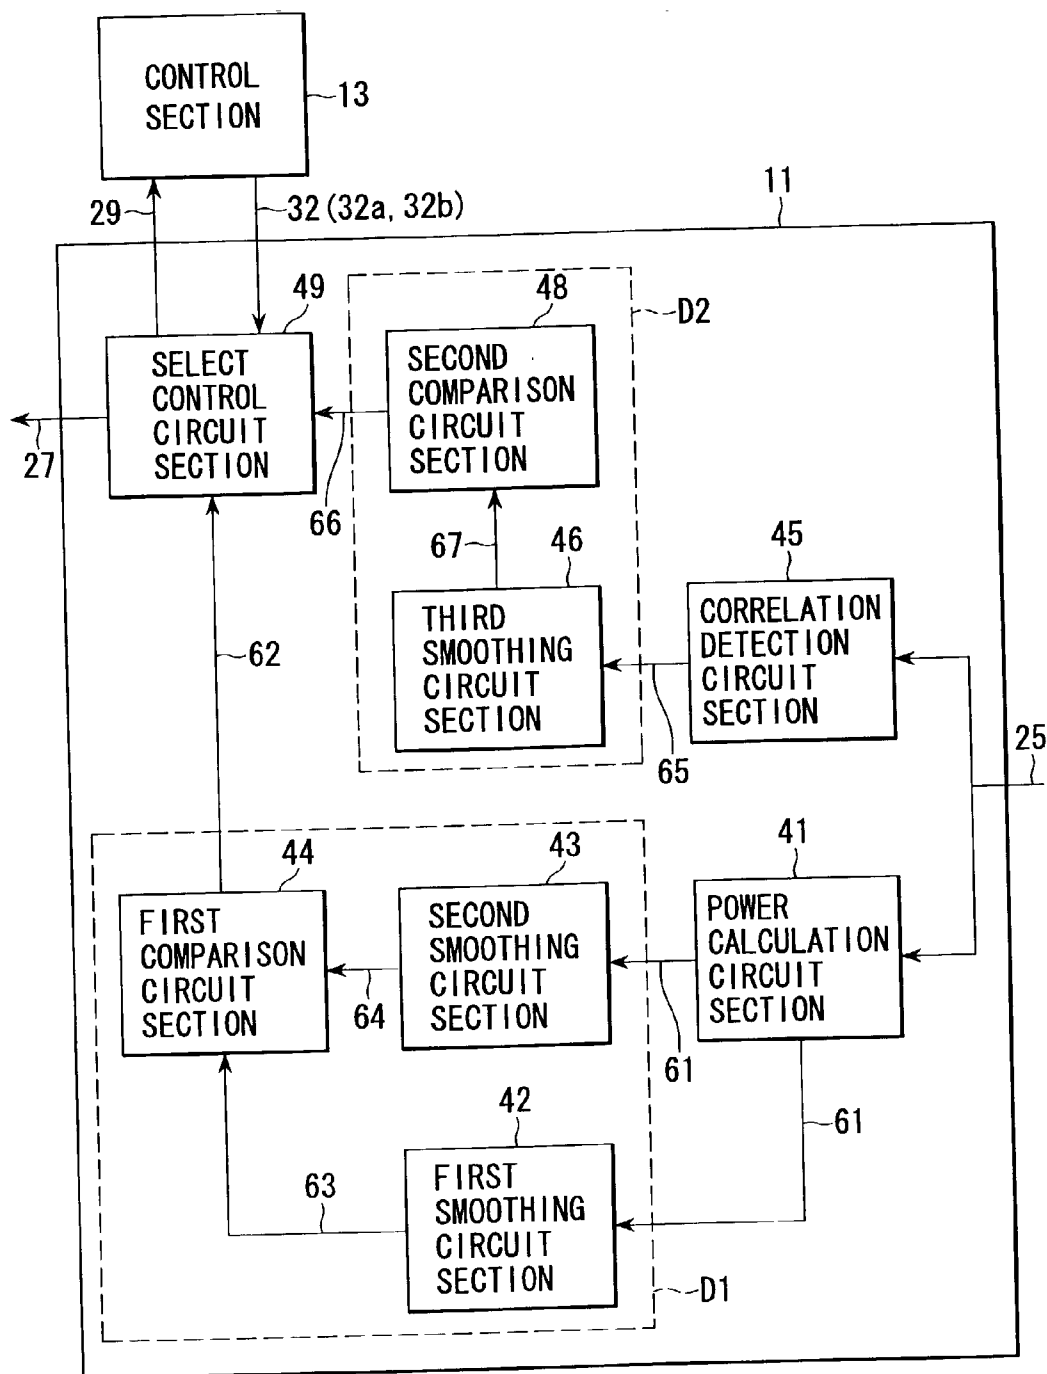 CONTROL
SECTION
13
11
29
32 (32a, 32b)
49
48
D2
SELECT
CONTROL
CIRCUIT
SECTION
SECOND
COMPARISON
CIRCUIT
SECTION
27
66
67
46
45
THIRD
SMOOTHING
CIRCUIT
SECTION
CORRELATION
DETECTION
CIRCUIT
SECTION
62
65
25
44
43
41
FIRST
COMPARISON
CIRCUIT
SECTION
SECOND
SMOOTHING
CIRCUIT
SECTION
POWER
CALCULATION
CIRCUIT
SECTION
64
61
61
42
63
FIRST
SMOOTHING
CIRCUIT
SECTION
D1